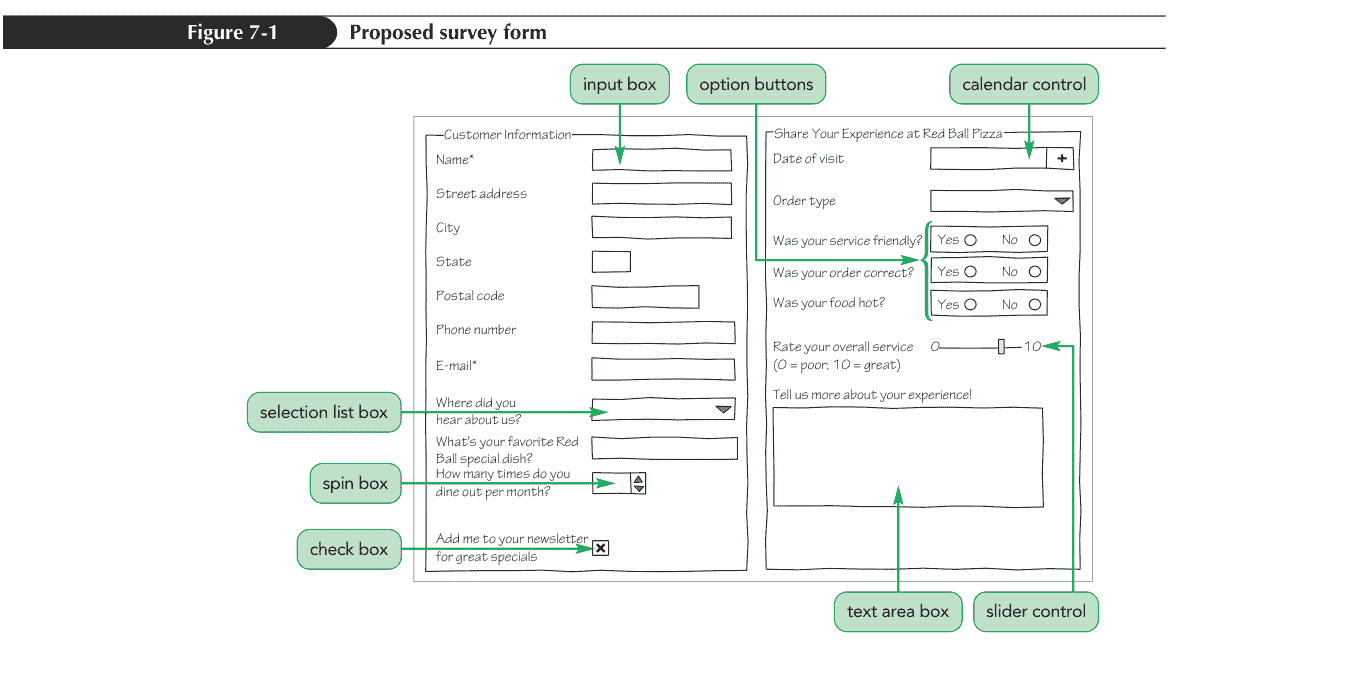 Figure 7-1 Proposed survey form
input box option buttons calendar control
Customer Information
Name*
Street address
City
State
Postal code
Phone number
E-mail*
selection list box
Where did you
hear about us?
What's your favorite Red
Ball special dish?
spin box
How many times do you
dine out per month?
check box
Add me to your newsletter
for great specials
Share Your Experience at Red Ball Pizza
Date of visit
Order type
Was your service friendly? Yes No
Was your order correct? Yes No
Was your food hot? Yes No
Rate your overall service 0 10
(0 = poor; 10 = great)
Tell us more about your experience!
text area box slider control